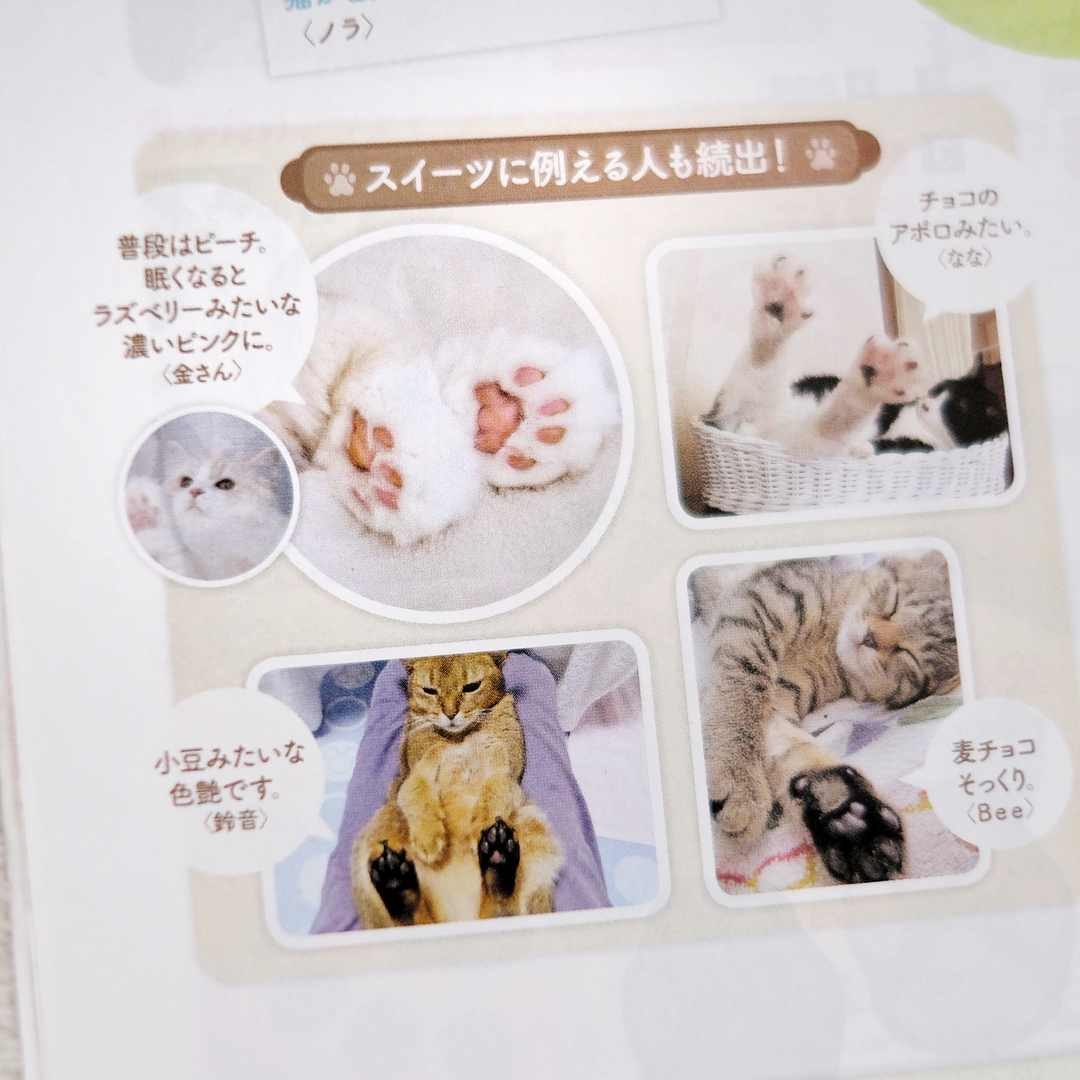 〈ノラ〉
スイーツに例える人も続出!
普段はピーチ。
眠くなると
ラズベリーみたいな
濃いピンクに。
〈金さん〉
チョコの
アポロみたい。
〈なな〉
小豆みたいな
色艶です。
〈鈴音〉
麦チョコ
そっくり。
〈Bee〉